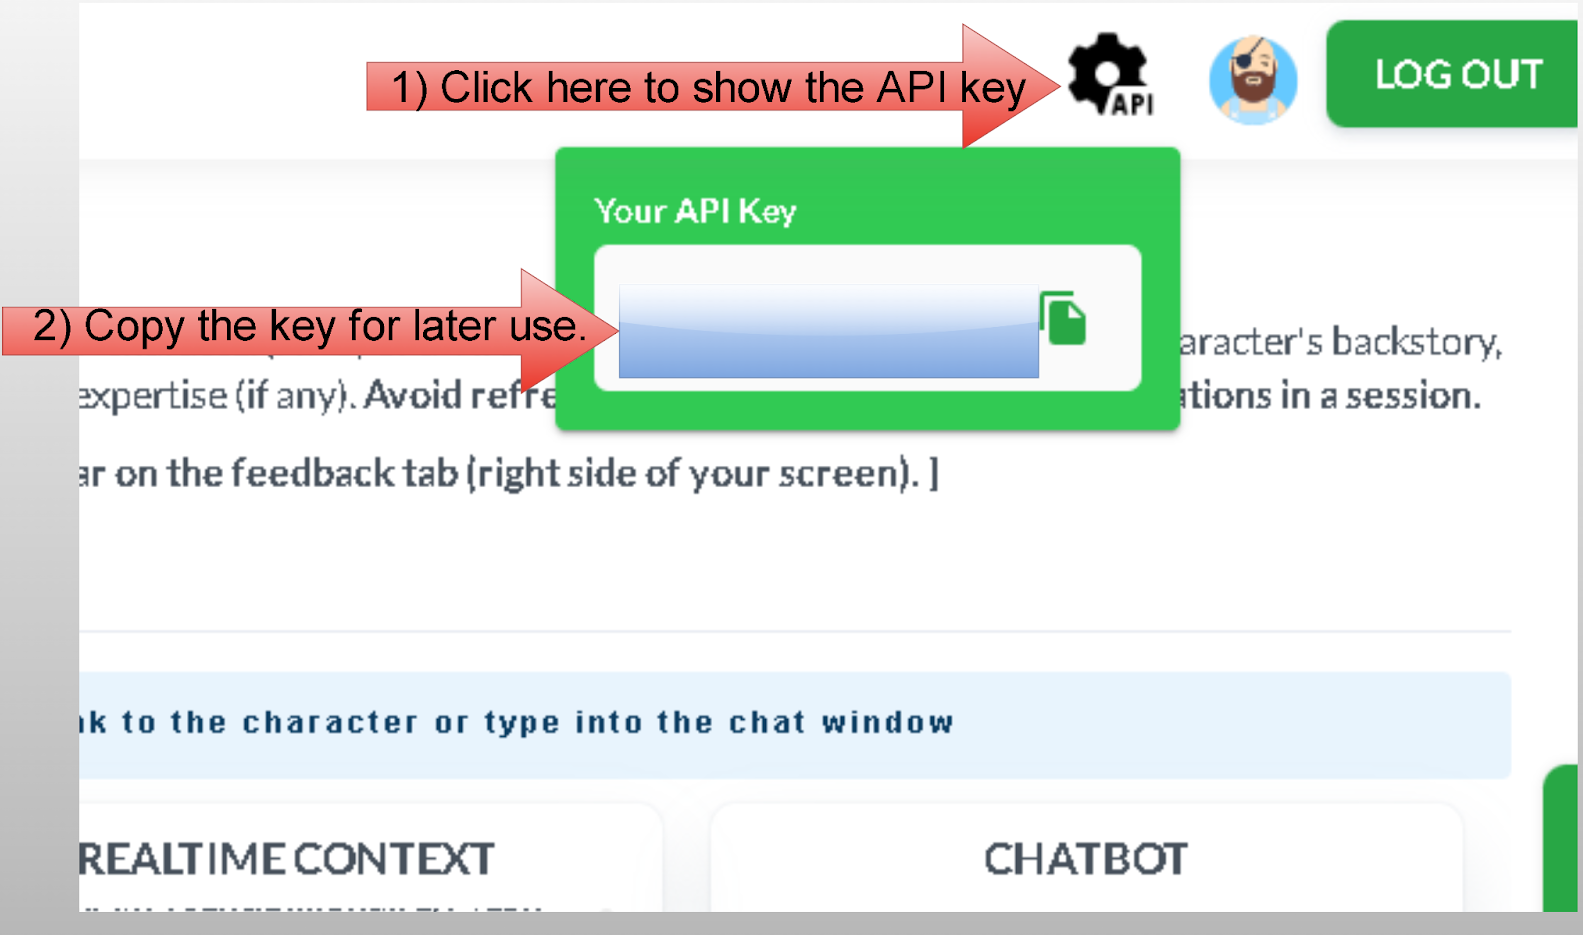 1) Click here to show the API key
API
LOG OUT
Your API Key
2) Copy the key for later use.
aracter's backstory,
expertise (if any). Avoid refre
ations in a session.
ar on the feedback tab (right side of your screen). ]
nk to the character or type into the chat window
REALTIME CONTEXT
CHATBOT